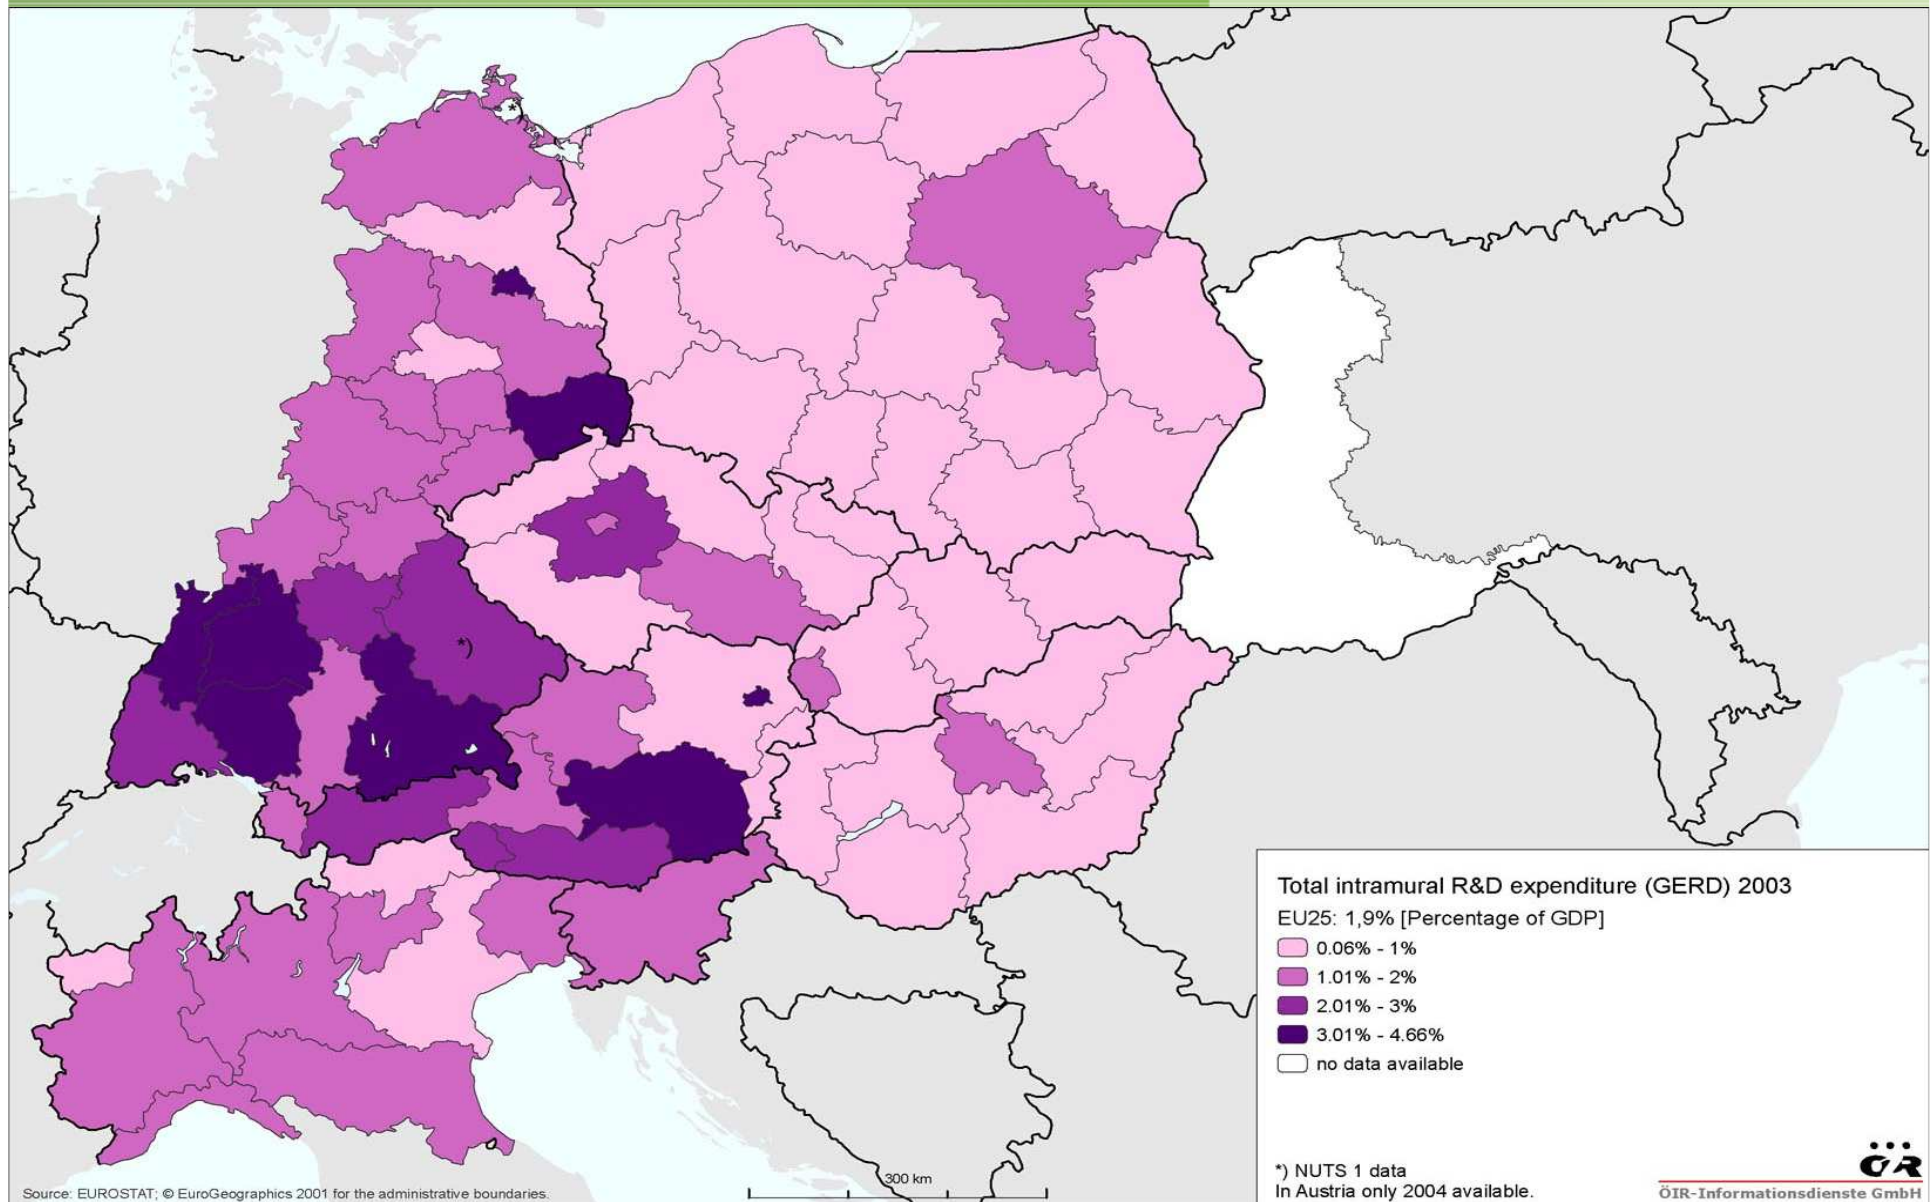 *)
*)
Total intramural R&D expenditure (GERD) 2003
EU25: 1,9% [Percentage of GDP]
0.06% - 1%
1.01% - 2%
2.01% - 3%
3.01% - 4.66%
no data available
*) NUTS 1 data
In Austria only 2004 available.
300 km
Source: EUROSTAT; © EuroGeographics 2001 for the administrative boundaries.
ÖIR
ÖIR-Informationsdienste GmbH